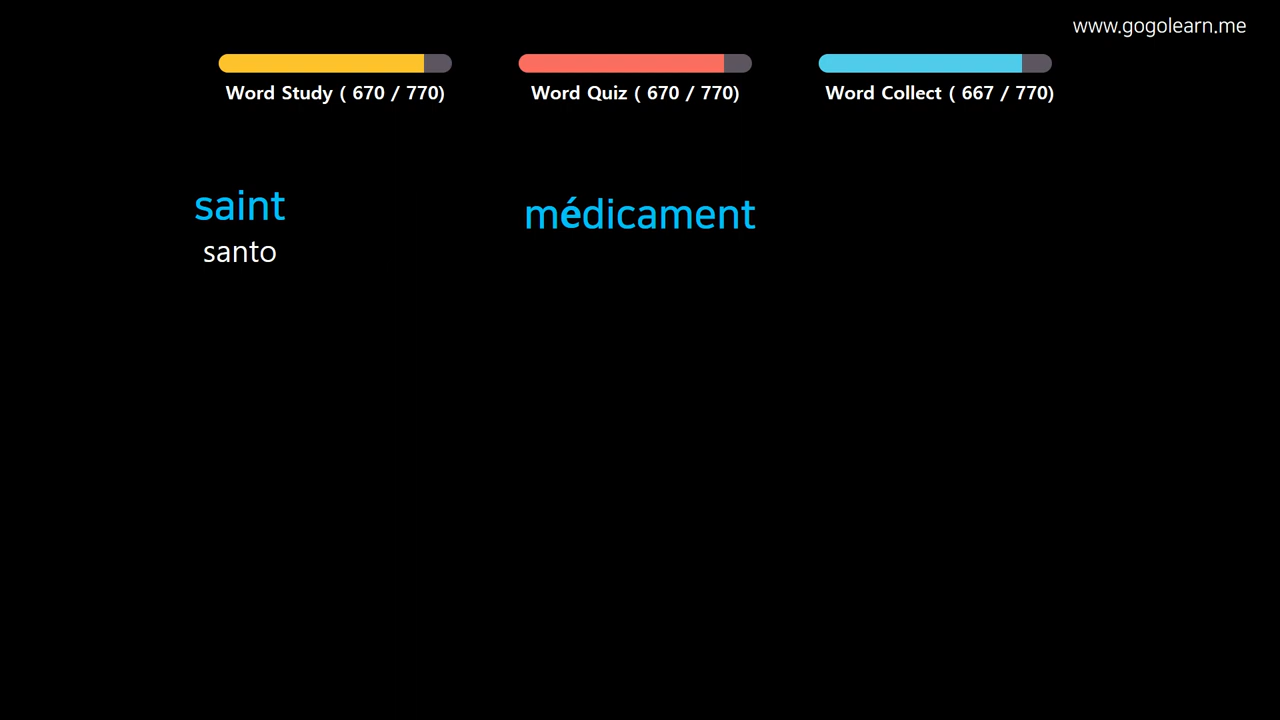 www.gogolearn.me
Word Study ( 670 / 770)
Word Quiz ( 670 / 770)
Word Collect ( 667 / 770)
saint
santo
médicament